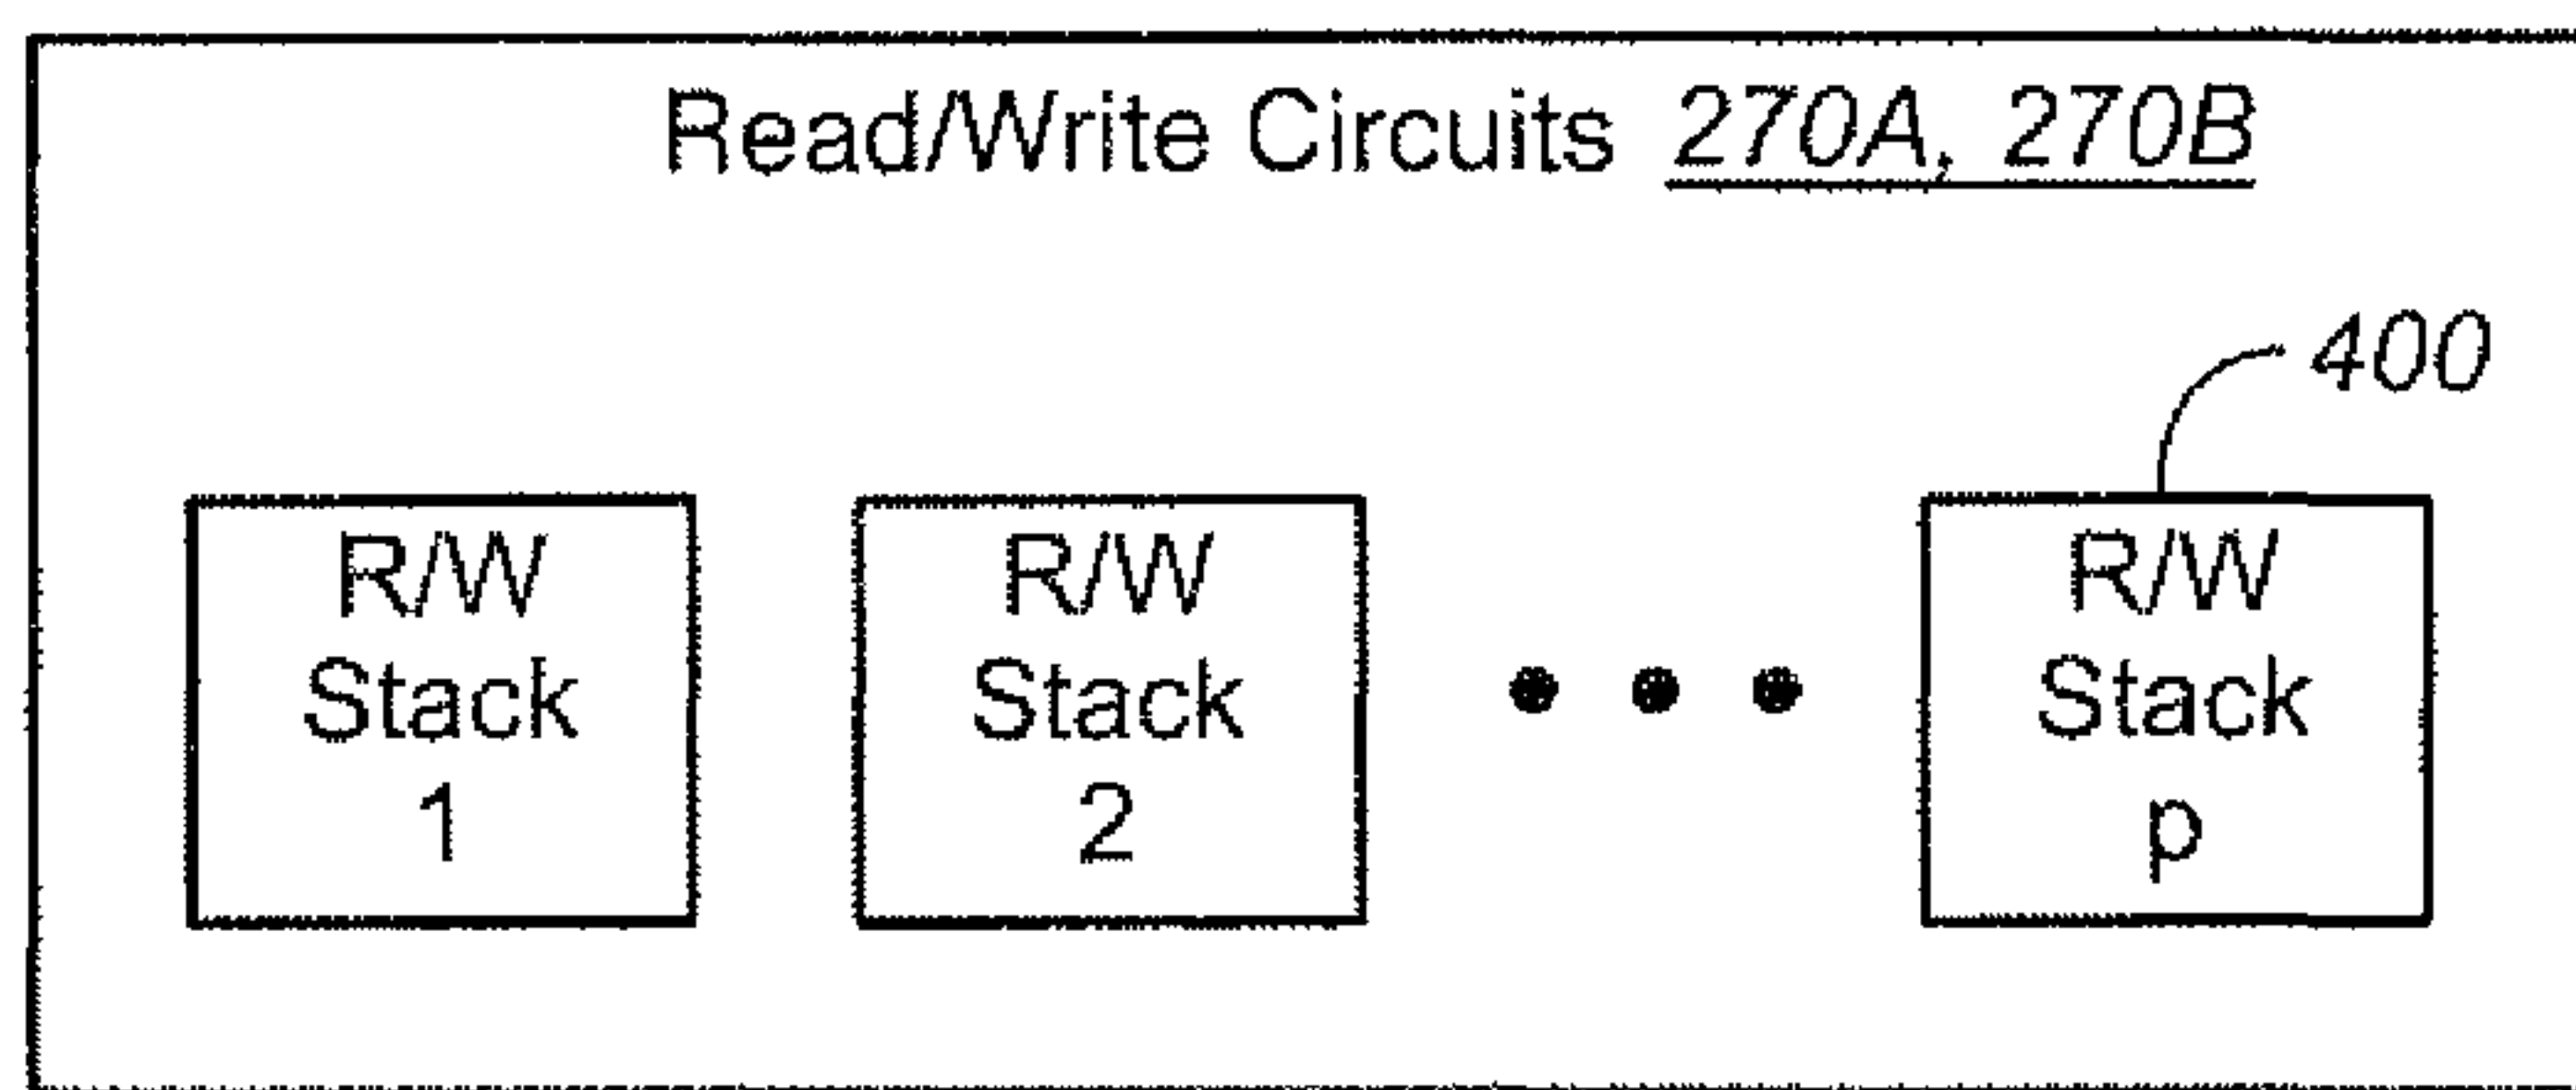 Read/Write Circuits 270A, 270B
400
R/W
Stack
1
R/W
Stack
2
R/W
Stack
p